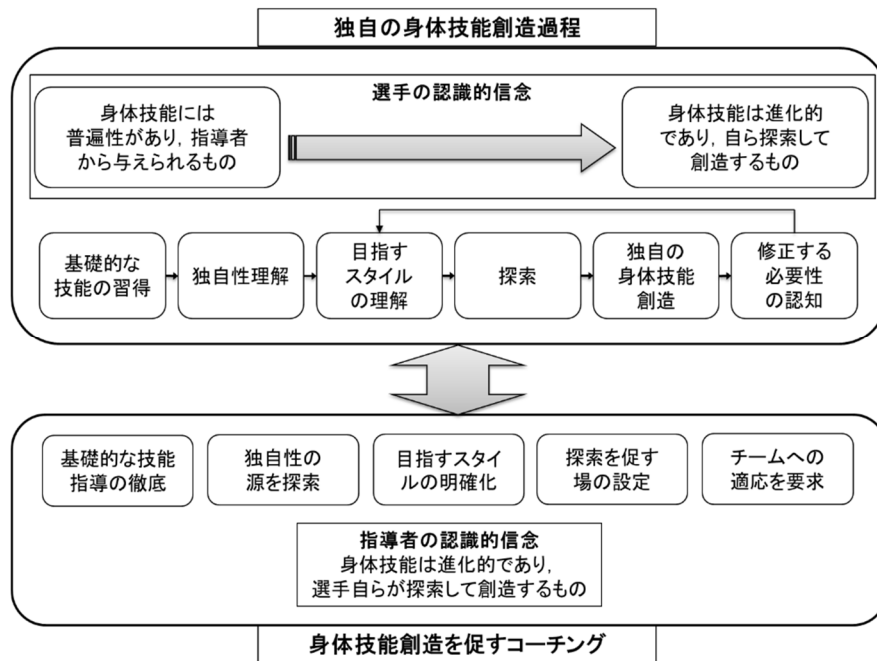 独自の身体技能創造過程
選手の認識的信念
身体技能には
普遍性があり，指導者
から与えられるもの
身体技能は進化的
であり，自ら探索して
創造するもの
基礎的な
技能の習得
独自性理解
目指す
スタイル
の理解
探索
独自の
身体技能
創造
修正する
必要性
の認知
基礎的な技能
指導の徹底
独自性の
源を探索
目指すスタイ
ルの明確化
探索を促す
場の設定
チームへの
適応を要求
指導者の認識的信念
身体技能は進化的であり，
選手自らが探索して創造するもの
身体技能創造を促すコーチング